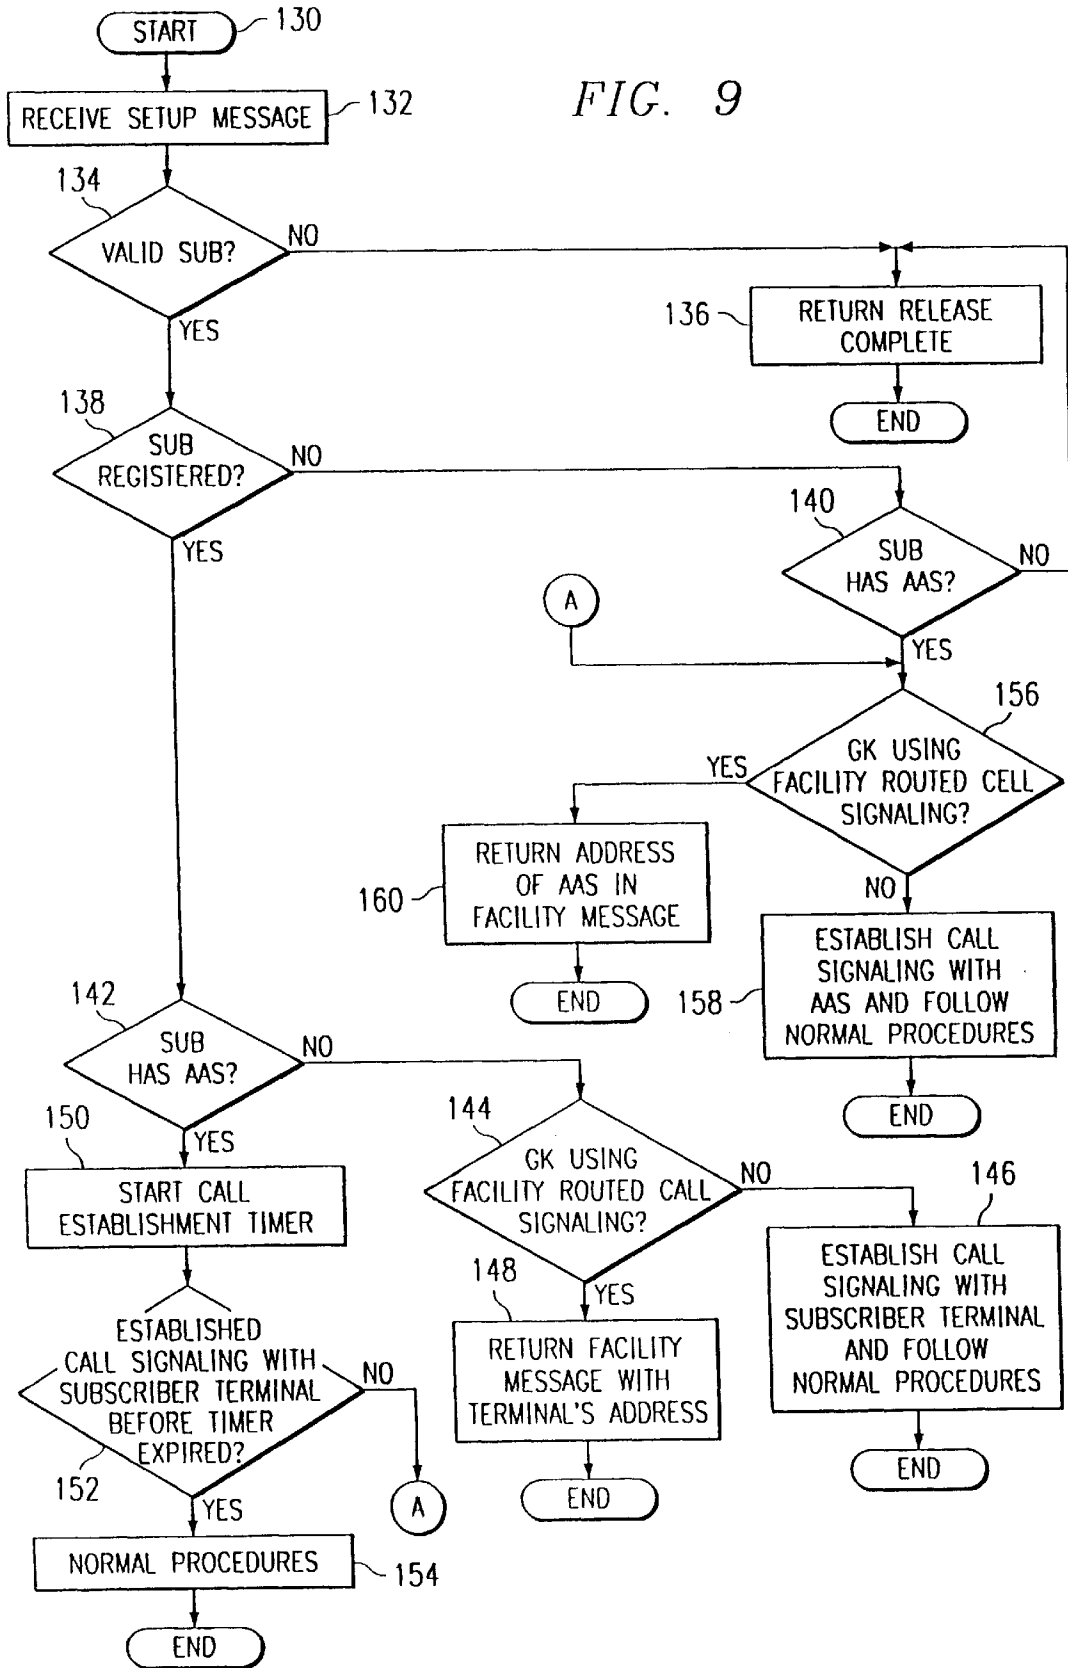 START
130
FIG. 9
RECEIVE SETUP MESSAGE
132
134
VALID SUB?
NO
YES
136
RETURN RELEASE
COMPLETE
END
138
SUB
REGISTERED?
NO
YES
140
SUB
HAS AAS?
NO
YES
A
156
GK USING
FACILITY ROUTED CELL
SIGNALING?
YES
NO
160
RETURN ADDRESS
OF AAS IN
FACILITY MESSAGE
END
158
ESTABLISH CALL
SIGNALING WITH
AAS AND FOLLOW
NORMAL PROCEDURES
END
142
SUB
HAS AAS?
NO
YES
144
GK USING
FACILITY ROUTED CALL
SIGNALING?
NO
YES
146
ESTABLISH CALL
SIGNALING WITH
SUBSCRIBER TERMINAL
AND FOLLOW
NORMAL PROCEDURES
END
148
RETURN FACILITY
MESSAGE WITH
TERMINAL'S ADDRESS
END
150
START CALL
ESTABLISHMENT TIMER
ESTABLISHED
CALL SIGNALING WITH
SUBSCRIBER TERMINAL
BEFORE TIMER
EXPIRED?
152
NO
A
YES
NORMAL PROCEDURES
154
END